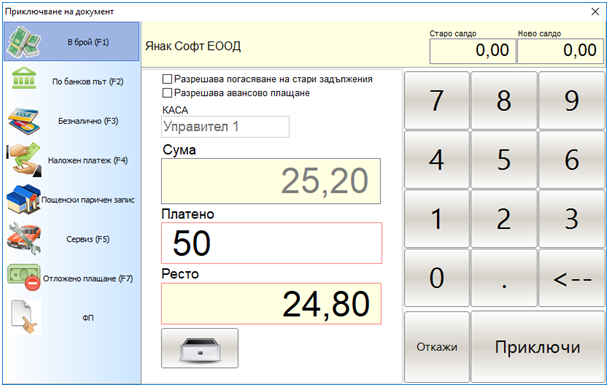 Приключване на документ
В брой (F1)
По банков път (F2)
Безналично (F3)
Наложен платеж (F4)
Пощенски паричен запис
Сервиз (F5)
Отложено плащане (F7)
ФП
Янак Софт ЕООД
Старо салдо
Ново салдо
0,00
0,00
Разрешава погасяване на стари задължения
Разрешава авансово плащане
КАСА
Управител 1
Сума
25,20
Платено
50
Ресто
24,80
7 8 9
4 5 6
1 2 3
0 . <--
Откажи
Приключи